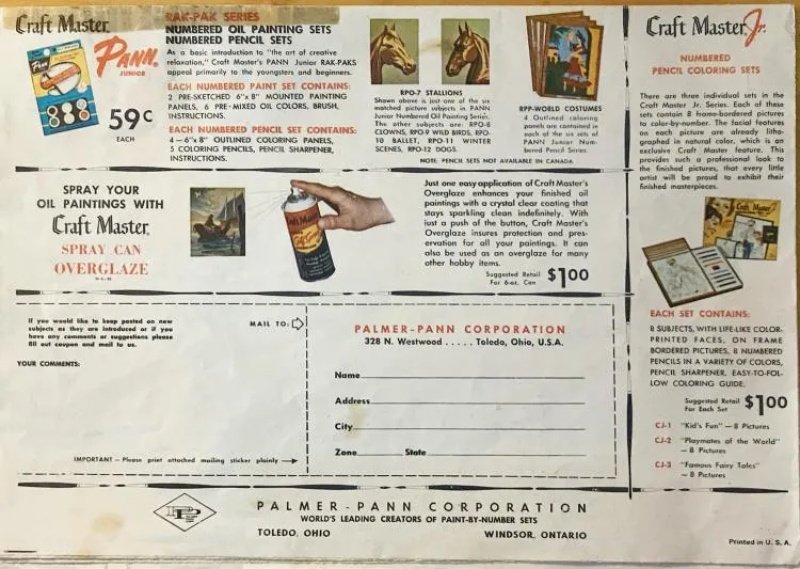 Craft Master
PANN
JUNIOR
59¢
EACH
RAK-PAK SERIES
NUMBERED OIL PAINTING SETS
NUMBERED PENCIL SETS
As a basic introduction to "the art of creative
relaxation," Craft Master's PANN Junior RAK-PAKS
appeal primarily to the youngsters and beginners.
EACH NUMBERED PAINT SET CONTAINS:
2 PRE-SKETCHED 6"x 8" MOUNTED PAINTING
PANELS, 6 PRE-MIXED OIL COLORS, BRUSH,
INSTRUCTIONS.
EACH NUMBERED PENCIL SET CONTAINS:
4—6"x 8" OUTLINED COLORING PANELS,
5 COLORING PENCILS, PENCIL SHARPENER,
INSTRUCTIONS.
RPO-7 STALLIONS
Shown above is just one of the six
matched picture subjects in PANN
Junior Numbered Oil Painting Series.
The other subjects are: RPO-8
CLOWNS, RPO-9 WILD BIRDS, RPO-
10 BALLET, RPO-11 WINTER
SCENES, RPO-12 DOGS.
RPP-WORLD COSTUMES
4 Outlined coloring
panels are contained in
each of the six sets of
PANN Junior Num-
bered Pencil Series.
NOTE: PENCIL SETS NOT AVAILABLE IN CANADA
SPRAY YOUR
OIL PAINTINGS WITH
Craft Master
SPRAY CAN
OVERGLAZE
Craft Master
Just one easy application of Craft Master's
Overglaze enhances your finished oil
paintings with a crystal clear coating that
stays sparkling clean indefinitely. With
just a push of the button, Craft Master's
Overglaze insures protection and pres-
ervation for all your paintings. It can
also be used as an overglaze for many
other hobby items.
Suggested Retail
For 6-oz. Can
$1.00
If you would like to keep posted on new
subjects as they are introduced or if you
have any comments or suggestions please
fill out coupon and mail to us.
YOUR COMMENTS:
MAIL TO:
IMPORTANT — Please print attached mailing sticker plainly
PALMER-PANN CORPORATION
328 N. Westwood . . . . . Toledo, Ohio, U.S.A.
Name
Address
City
Zone State
PALMER-PANN CORPORATION
WORLD'S LEADING CREATORS OF PAINT-BY-NUMBER SETS
TOLEDO, OHIO WINDSOR, ONTARIO
Craft Master Jr.
NUMBERED
PENCIL COLORING SETS
There are three individual sets in the
Craft Master Jr. Series. Each of these
sets contain 8 frame-bordered pictures
to color-by-number. The facial features
on each picture are already litho-
graphed in natural color, which is an
exclusive Craft Master feature. This
provides such a professional look to
the finished pictures, that every little
artist will be proud to exhibit their
finished masterpieces.
Craft Master Jr
EACH SET CONTAINS:
8 SUBJECTS, WITH LIFE-LIKE COLOR-
PRINTED FACES, ON FRAME
BORDERED PICTURES, 8 NUMBERED
PENCILS IN A VARIETY OF COLORS,
PENCIL SHARPENER, EASY-TO-FOL-
LOW COLORING GUIDE.
Suggested Retail
For Each Set
$1.00
CJ-1 "Kid's Fun" — 8 Pictures
CJ-2 "Playmates of the World"
— 8 Pictures
CJ-3 "Famous Fairy Tales"
— 8 Pictures
Printed in U. S. A.